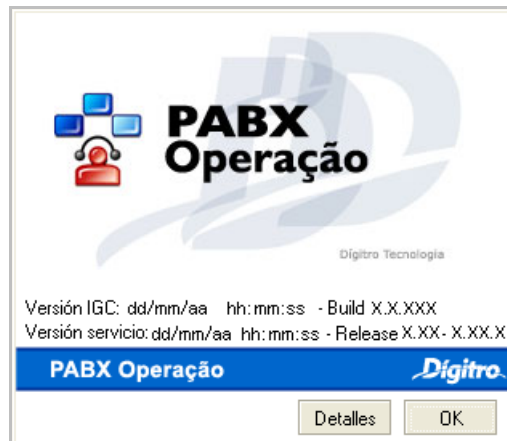 PABX
Operação
Dígitro Tecnologia
Versión IGC: dd/mm/aa hh:mm:ss - Build X.X.XXX
Versión servicio: dd/mm/aa hh:mm:ss - Release X.XX- X.XX.X
PABX Operação Dígitro
Detalles OK